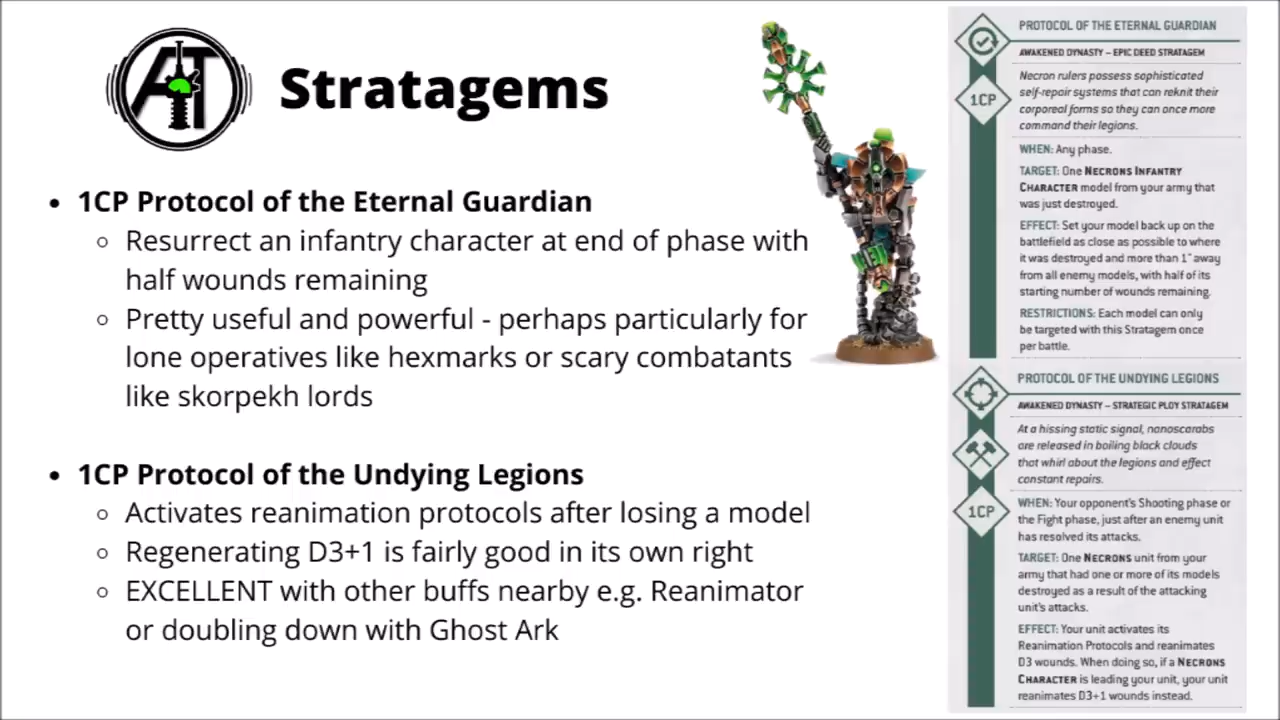 AT
Stratagems
• 1CP Protocol of the Eternal Guardian
○ Resurrect an infantry character at end of phase with
half wounds remaining
○ Pretty useful and powerful - perhaps particularly for
lone operatives like hexmarks or scary combatants
like skorpekh lords
• 1CP Protocol of the Undying Legions
○ Activates reanimation protocols after losing a model
○ Regenerating D3+1 is fairly good in its own right
○ EXCELLENT with other buffs nearby e.g. Reanimator
or doubling down with Ghost Ark
PROTOCOL OF THE ETERNAL GUARDIAN
AWAKENED DYNASTY – EPIC DEED STRATAGEM
Necron rulers possess sophisticated
self-repair systems that can reknit their
corporeal forms so they can once more
command their legions.
1CP
WHEN: Any phase.
TARGET: One NECRONS INFANTRY
CHARACTER model from your army that
was just destroyed.
EFFECT: Set your model back up on the
battlefield as close as possible to where
it was destroyed and more than 1" away
from all enemy models, with half of its
starting number of wounds remaining.
RESTRICTIONS: Each model can only
be targeted with this Stratagem once
per battle.
PROTOCOL OF THE UNDYING LEGIONS
AWAKENED DYNASTY – STRATEGIC PLOY STRATAGEM
At a hissing static signal, nanoscarabs
are released in boiling black clouds
that whirl about the legions and effect
constant repairs.
1CP
WHEN: Your opponent's Shooting phase or
the Fight phase, just after an enemy unit
has resolved its attacks.
TARGET: One NECRONS unit from your
army that had one or more of its models
destroyed as a result of the attacking
unit's attacks.
EFFECT: Your unit activates its
Reanimation Protocols and reanimates
D3 wounds. When doing so, if a NECRONS
CHARACTER is leading your unit, your unit
reanimates D3+1 wounds instead.